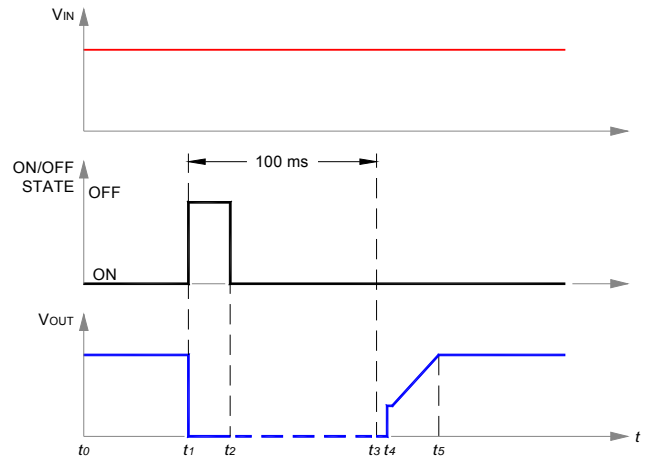 VIN
ON/OFF
STATE
OFF
100 ms
ON
VOUT
t0 t1 t2 t3 t4 t5 t